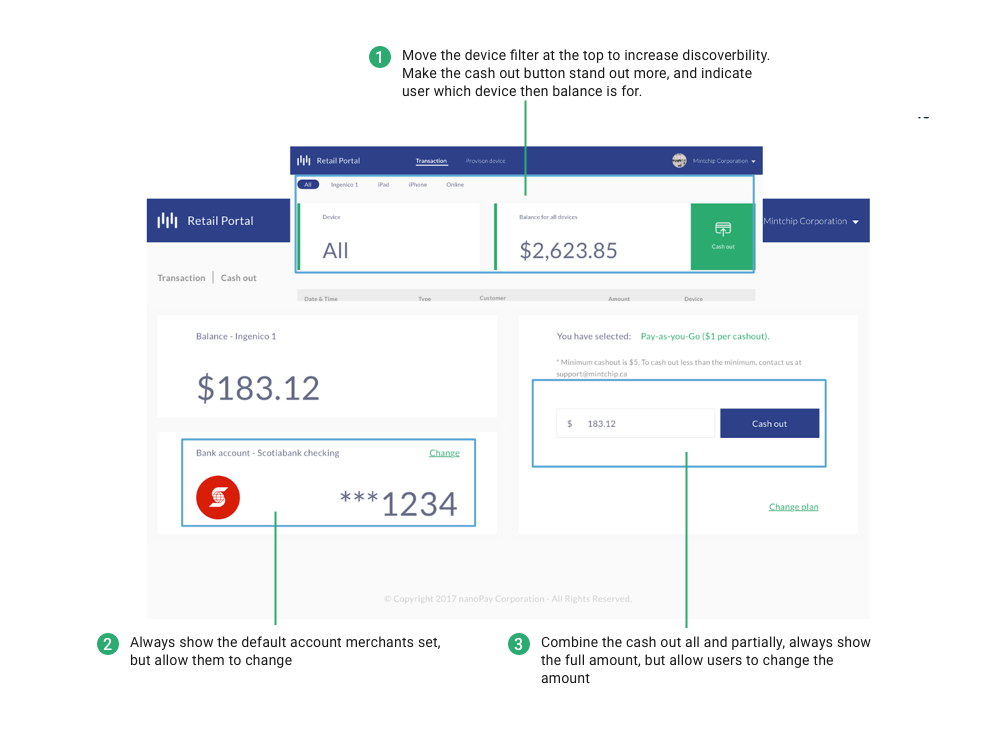 1 Move the device filter at the top to increase discoverbility.
Make the cash out button stand out more, and indicate
user which device then balance is for.
Retail Portal Transaction Provison device Mintchip Corporation
All Ingenico 1 iPad iPhone Online
Device Balance for all devices
All $2,623.85 Cash out
Date & Time Type Customer Amount Device
Retail Portal Mintchip Corporation
Transaction | Cash out
Balance - Ingenico 1
$183.12
You have selected: Pay-as-you-Go ($1 per cashout).
* Minimum cashout is $5. To cash out less than the minimum, contact us at
support@mintchip.ca
$ 183.12 Cash out
Bank account - Scotiabank checking Change
***1234
Change plan
© Copyright 2017 nanoPay Corporation - All Rights Reserved.
2 Always show the default account merchants set,
but allow them to change
3 Combine the cash out all and partially, always show
the full amount, but allow users to change the
amount